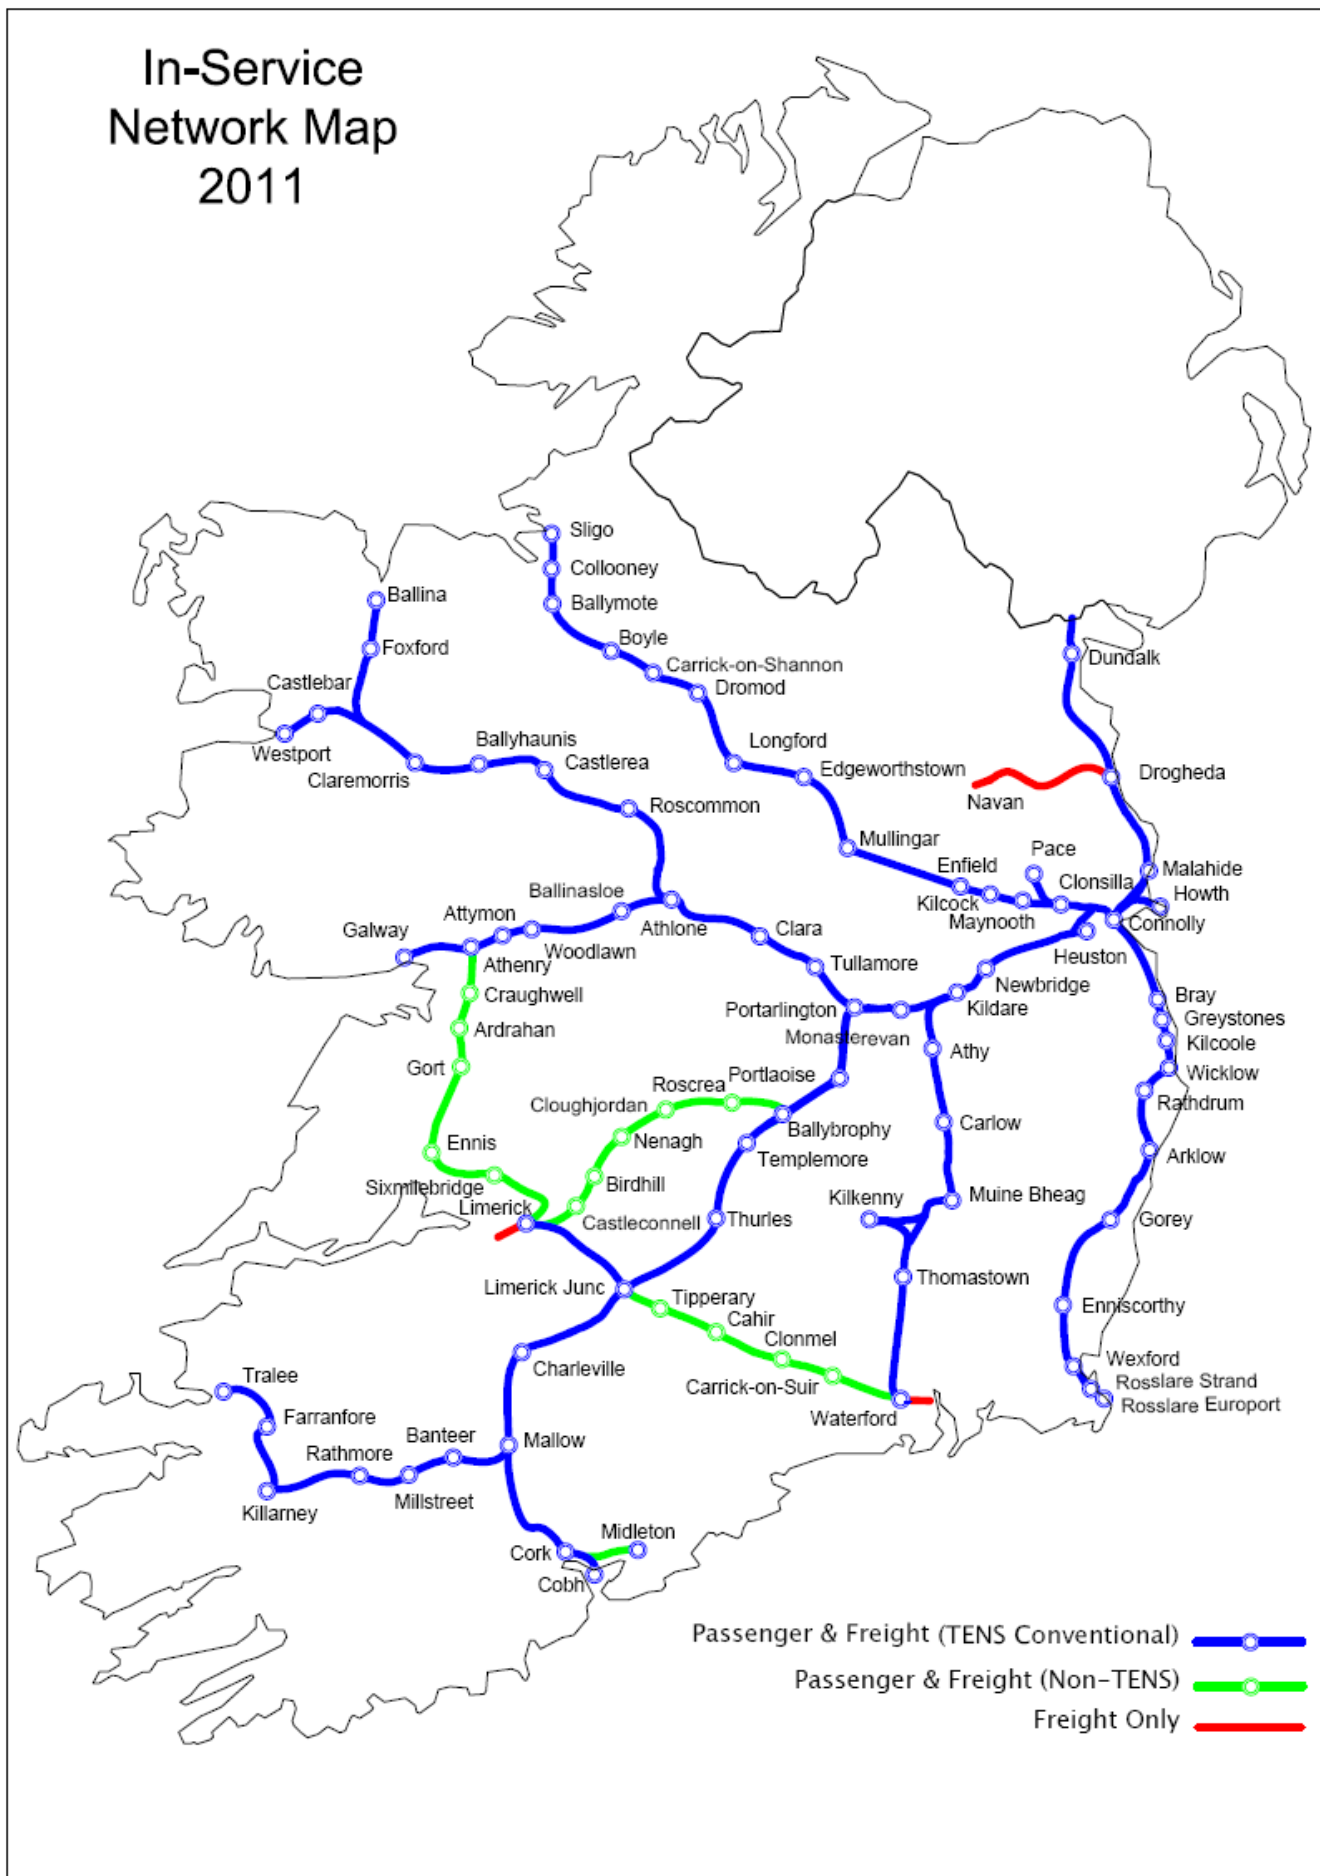 In-Service
Network Map
2011
Sligo
Collooney
Ballymote
Ballina
Boyle
Foxford
Carrick-on-Shannon
Dundalk
Castlebar
Dromod
Longford
Ballyhaunis
Westport
Castlerea
Edgeworthstown
Drogheda
Claremorris
Navan
Roscommon
Mullingar
Pace
Enfield
Malahide
Clonsilla
Ballinasloe
Howth
Kilcock
Attymon
Maynooth
Connolly
Galway
Athlone
Clara
Woodlawn
Heuston
Athenry
Tullamore
Newbridge
Craughwell
Bray
Portarlington
Kildare
Greystones
Ardrahan
Monasterevan
Kilcoole
Athy
Gort
Portlaoise
Wicklow
Roscrea
Cloughjordan
Rathdrum
Ballybrophy
Carlow
Ennis
Nenagh
Templemore
Arklow
Sixmilebridge
Birdhill
Kilkenny
Muine Bheag
Limerick
Castleconnell
Thurles
Gorey
Limerick Junc
Thomastown
Tipperary
Enniscorthy
Cahir
Clonmel
Charleville
Wexford
Tralee
Carrick-on-Suir
Rosslare Strand
Rosslare Europort
Farranfore
Waterford
Banteer
Mallow
Rathmore
Millstreet
Killarney
Midleton
Cork
Cobh
Passenger & Freight (TENS Conventional)
Passenger & Freight (Non-TENS)
Freight Only